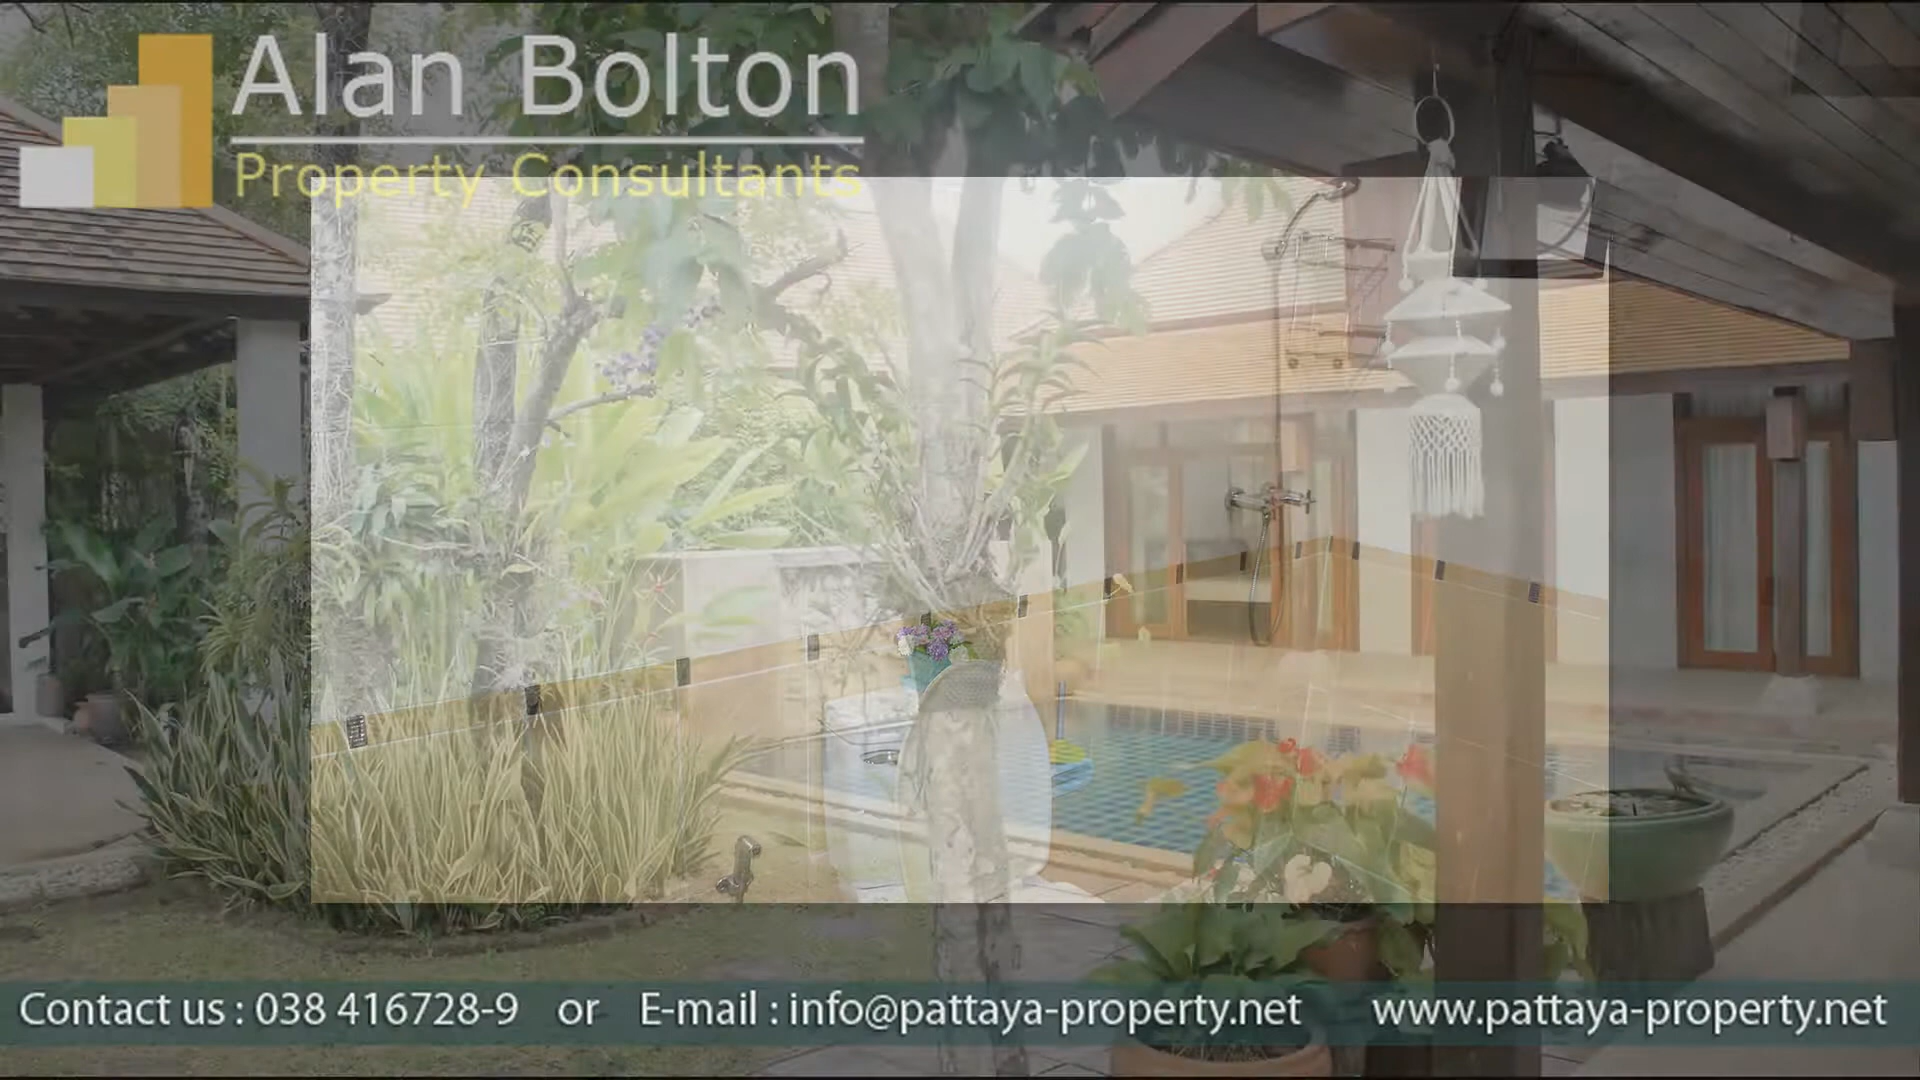 Alan Bolton
Property Consultants
Contact us : 038 416728-9 or E-mail : info@pattaya-property.net www.pattaya-property.net